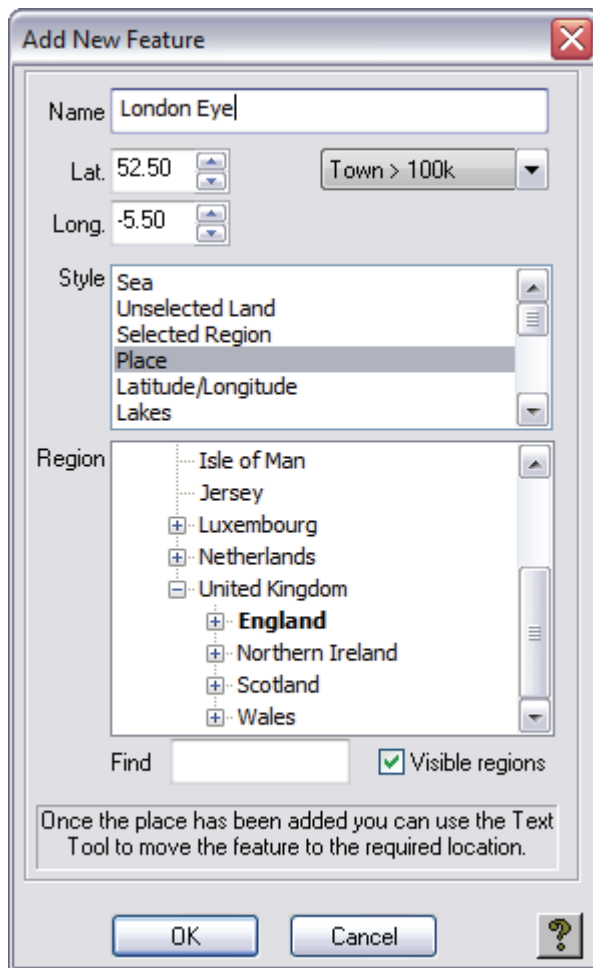 Add New Feature
Name London Eye
Lat. 52.50 Town > 100k
Long. -5.50
Style Sea
Unselected Land
Selected Region
Place
Latitude/Longitude
Lakes
Region Isle of Man
Jersey
Luxembourg
Netherlands
United Kingdom
England
Northern Ireland
Scotland
Wales
Find Visible regions
Once the place has been added you can use the Text
Tool to move the feature to the required location.
OK Cancel ?